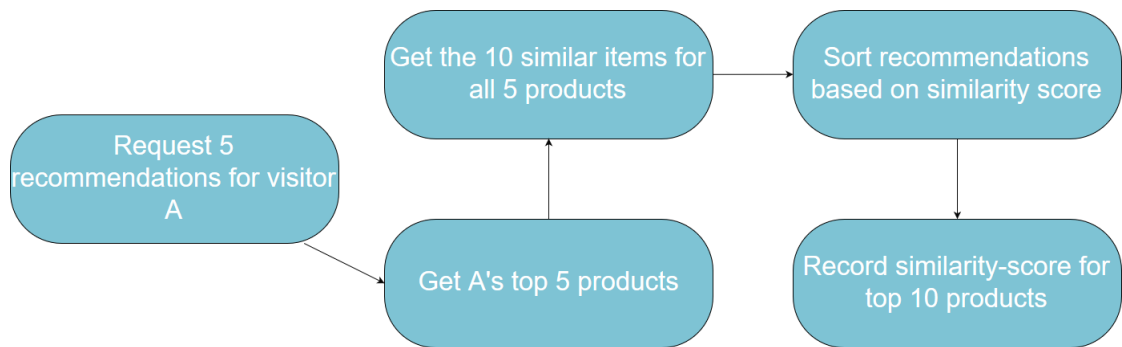 Request 5
recommendations for visitor
A
Get A's top 5 products
Get the 10 similar items for
all 5 products
Sort recommendations
based on similarity score
Record similarity-score for
top 10 products